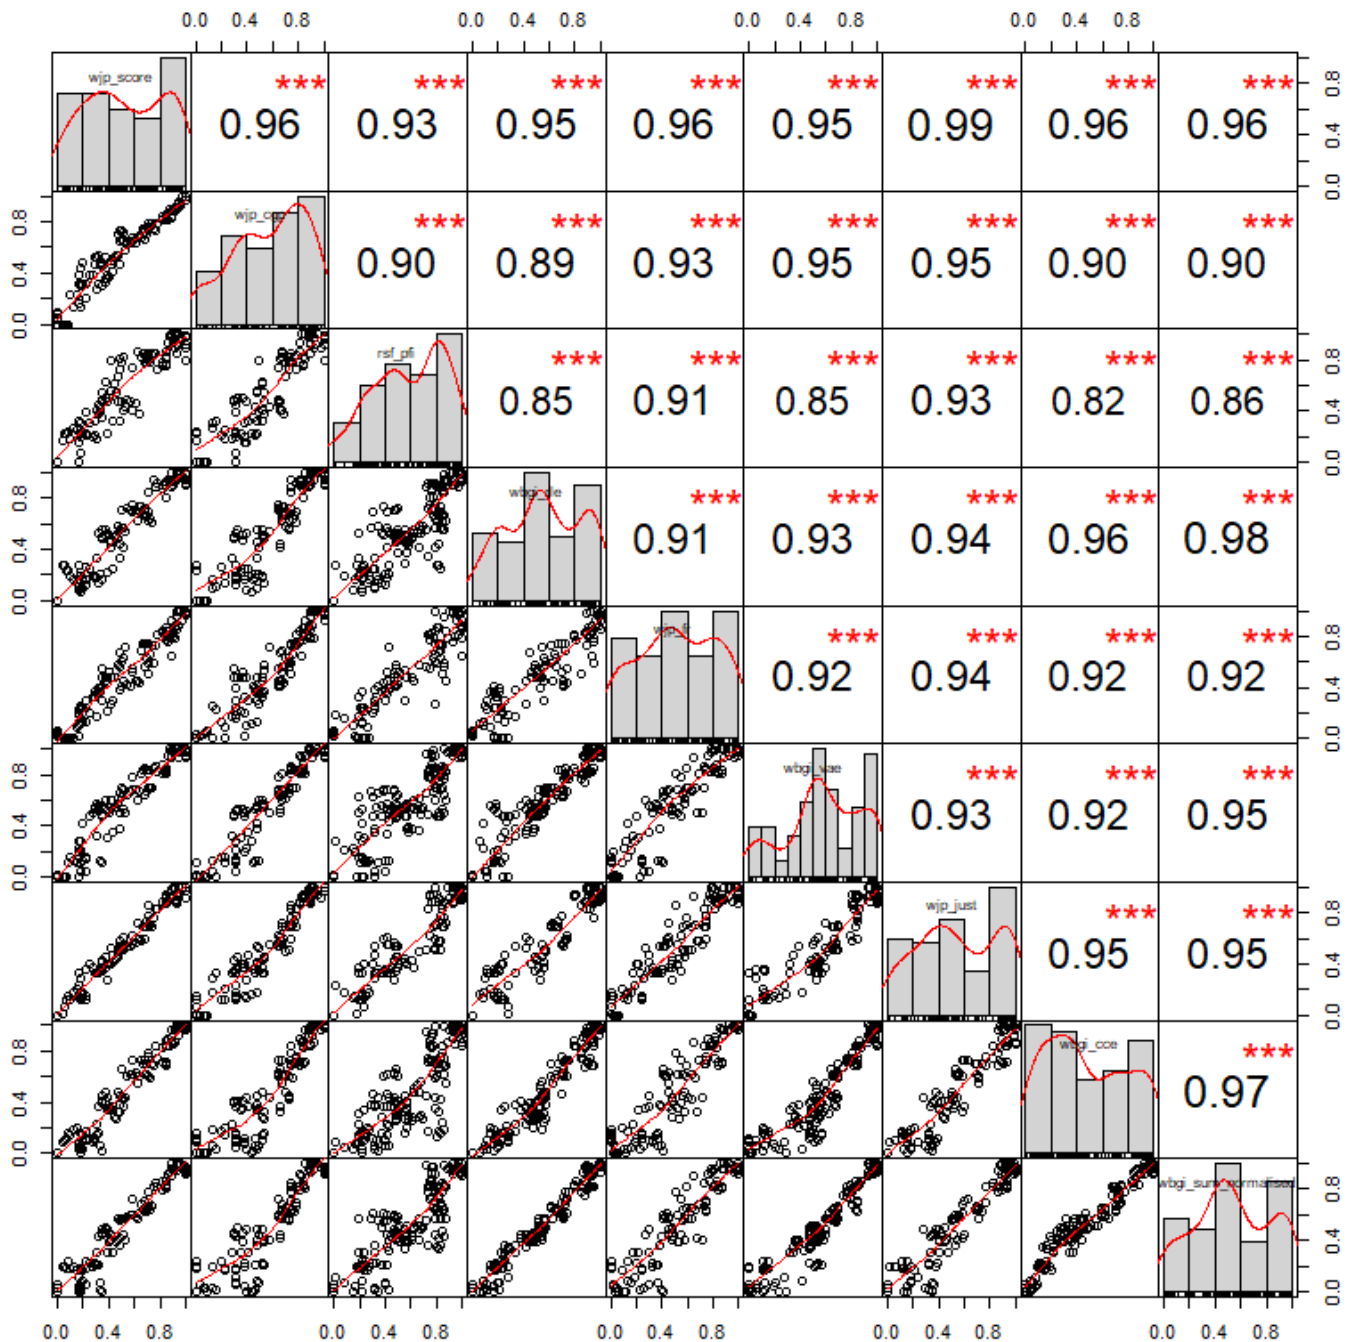 0.0 0.4 0.8 0.0 0.4 0.8 0.0 0.4 0.8 0.0 0.4 0.8
wjp_score *** *** *** *** *** *** *** *** 0.8
0.96 0.93 0.95 0.96 0.95 0.99 0.96 0.96 0.4
0.0
0.8 *** *** *** *** *** *** ***
0.4 0.90 0.89 0.93 0.95 0.95 0.90 0.90
0.0
rsf_pfi *** *** *** *** *** *** 0.8
0.85 0.91 0.85 0.93 0.82 0.86 0.4
0.0
0.8 *** *** *** *** ***
0.4 0.91 0.93 0.94 0.96 0.98
0.0
wjp_fr *** *** *** *** 0.8
0.92 0.94 0.92 0.92 0.4
0.0
0.8 wbgi_vae *** *** ***
0.4 0.93 0.92 0.95
0.0
wjp_just *** *** 0.8
0.95 0.95 0.4
0.0
0.8 wbgi_cce ***
0.4 0.97
0.0
wbgi_sum_normalised 0.8
0.4
0.0
0.0 0.4 0.8 0.0 0.4 0.8 0.0 0.4 0.8 0.0 0.4 0.8 0.0 0.4 0.8